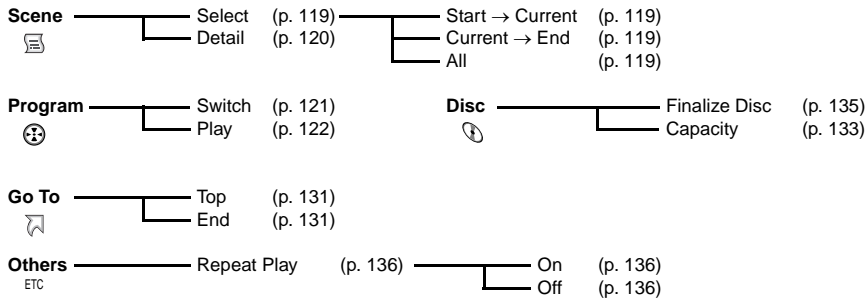 Scene Select (p. 119) Start → Current (p. 119)
Detail (p. 120) Current → End (p. 119)
All (p. 119)
Program Switch (p. 121) Disc Finalize Disc (p. 135)
Play (p. 122) Capacity (p. 133)
Go To Top (p. 131)
End (p. 131)
Others Repeat Play (p. 136) On (p. 136)
ETC Off (p. 136)